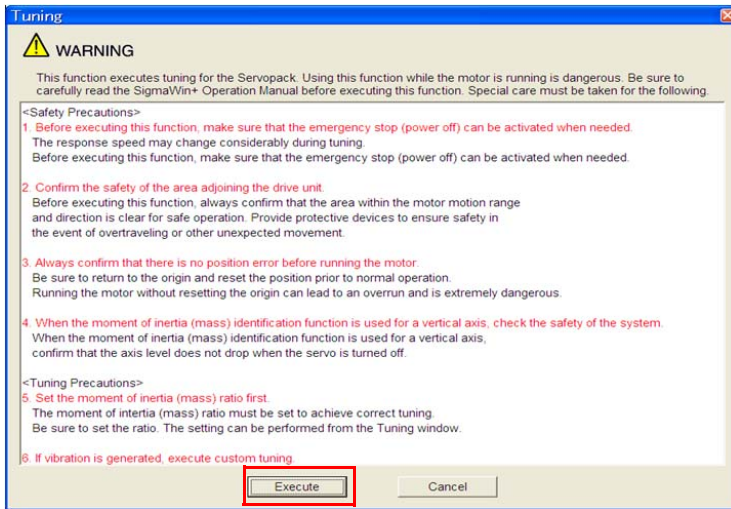 Tuning
WARNING
This function executes tuning for the Servopack. Using this function while the motor is running is dangerous. Be sure to
carefully read the SigmaWin+ Operation Manual before executing this function. Special care must be taken for the following.
<Safety Precautions>
1. Before executing this function, make sure that the emergency stop (power off) can be activated when needed.
The response speed may change considerably during tuning.
Before executing this function, make sure that the emergency stop (power off) can be activated when needed.
2. Confirm the safety of the area adjoining the drive unit.
Before executing this function, always confirm that the area within the motor motion range
and direction is clear for safe operation. Provide protective devices to ensure safety in
the event of overtraveling or other unexpected movement.
3. Always confirm that there is no position error before running the motor.
Be sure to return to the origin and reset the position prior to normal operation.
Running the motor without resetting the origin can lead to an overrun and is extremely dangerous.
4. When the moment of inertia (mass) identification function is used for a vertical axis, check the safety of the system.
When the moment of inertia (mass) identification function is used for a vertical axis,
confirm that the axis level does not drop when the servo is turned off.
<Tuning Precautions>
5. Set the moment of inertia (mass) ratio first.
The moment of intertia (mass) ratio must be set to achieve correct tuning.
Be sure to set the ratio. The setting can be performed from the Tuning window.
6. If vibration is generated, execute custom tuning.
Execute
Cancel